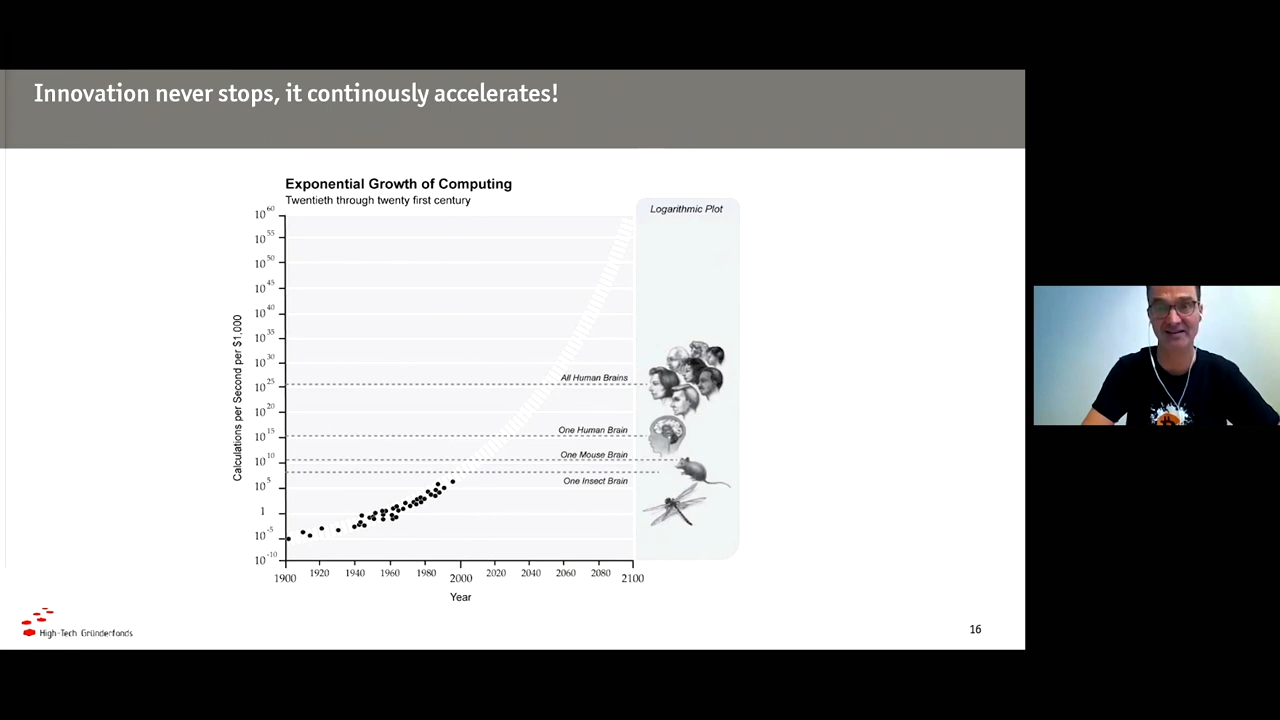 Innovation never stops, it continously accelerates!
Exponential Growth of Computing
Twentieth through twenty first century
Logarithmic Plot
Calculations per Second per $1,000
10^60
10^55
10^50
10^45
10^40
10^35
10^30
10^25
10^20
10^15
10^10
10^5
1
10^-5
10^-10
All Human Brains
One Human Brain
One Mouse Brain
One Insect Brain
1900 1920 1940 1960 1980 2000 2020 2040 2060 2080 2100
Year
High-Tech Gründerfonds
16